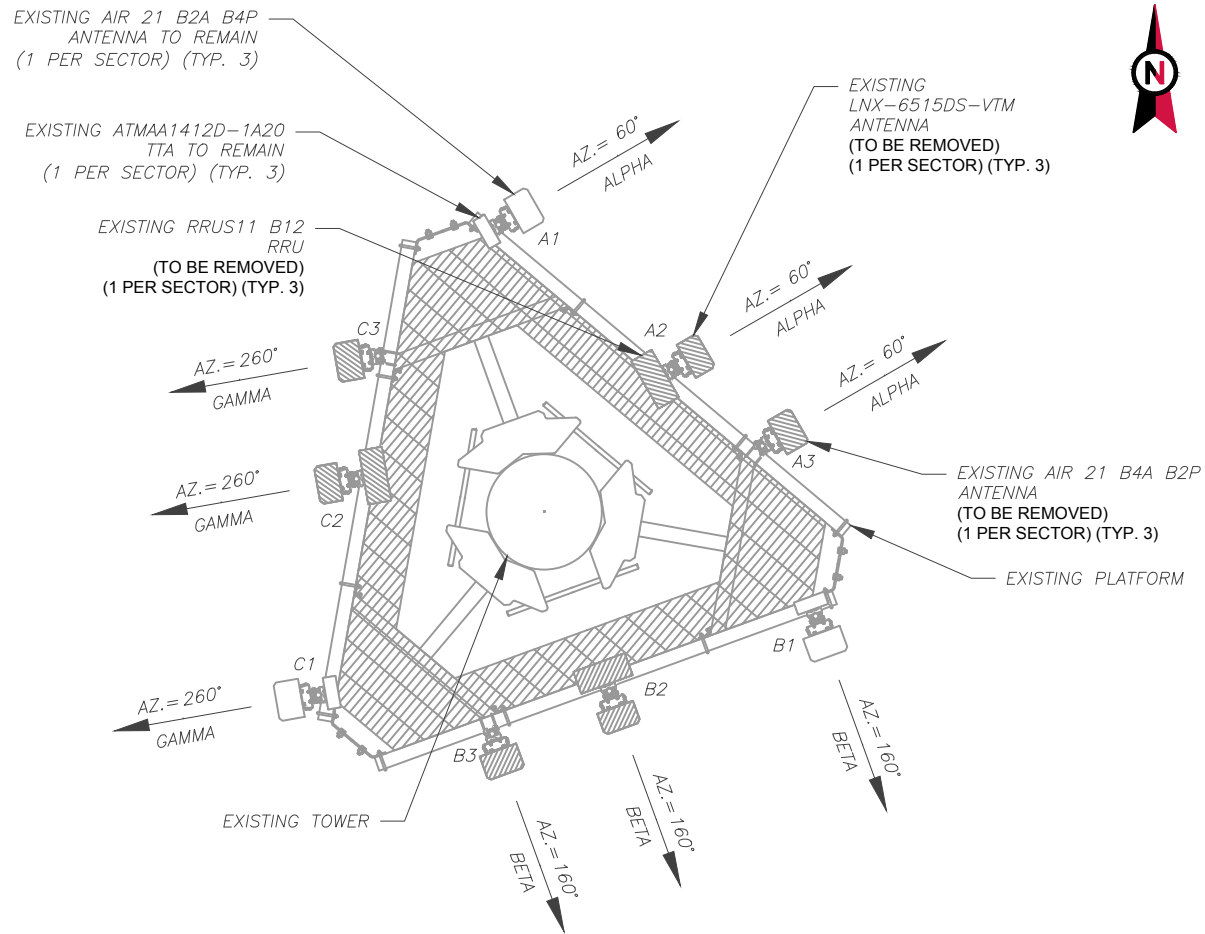 EXISTING AIR 21 B2A B4P
ANTENNA TO REMAIN
(1 PER SECTOR) (TYP. 3)
EXISTING ATMAA1412D-1A20
TTA TO REMAIN
(1 PER SECTOR) (TYP. 3)
EXISTING RRUS11 B12
RRU
(TO BE REMOVED)
(1 PER SECTOR) (TYP. 3)
N
EXISTING
LNX-6515DS-VTM
ANTENNA
(TO BE REMOVED)
(1 PER SECTOR) (TYP. 3)
AZ.= 60°
ALPHA
A1
AZ.= 60°
ALPHA
A2
AZ.= 60°
ALPHA
A3
EXISTING AIR 21 B4A B2P
ANTENNA
(TO BE REMOVED)
(1 PER SECTOR) (TYP. 3)
EXISTING PLATFORM
C3
AZ.=260°
GAMMA
AZ.=260°
GAMMA
C2
C1
AZ.=260°
GAMMA
B1
AZ.=160°
BETA
B2
AZ.=160°
BETA
B3
AZ.=160°
BETA
EXISTING TOWER